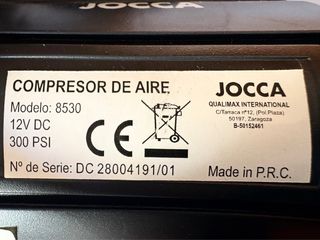 COMPRESOR DE AIRE
Modelo: 8530
12V DC
300 PSI
CE
JOCCA
QUALIMAX INTERNATIONAL
C/Tarraca nº12, (Pol.Plaza)
50197, Zaragoza
B-50152461
Nº de Serie: DC 28004191/01
Made in P.R.C.